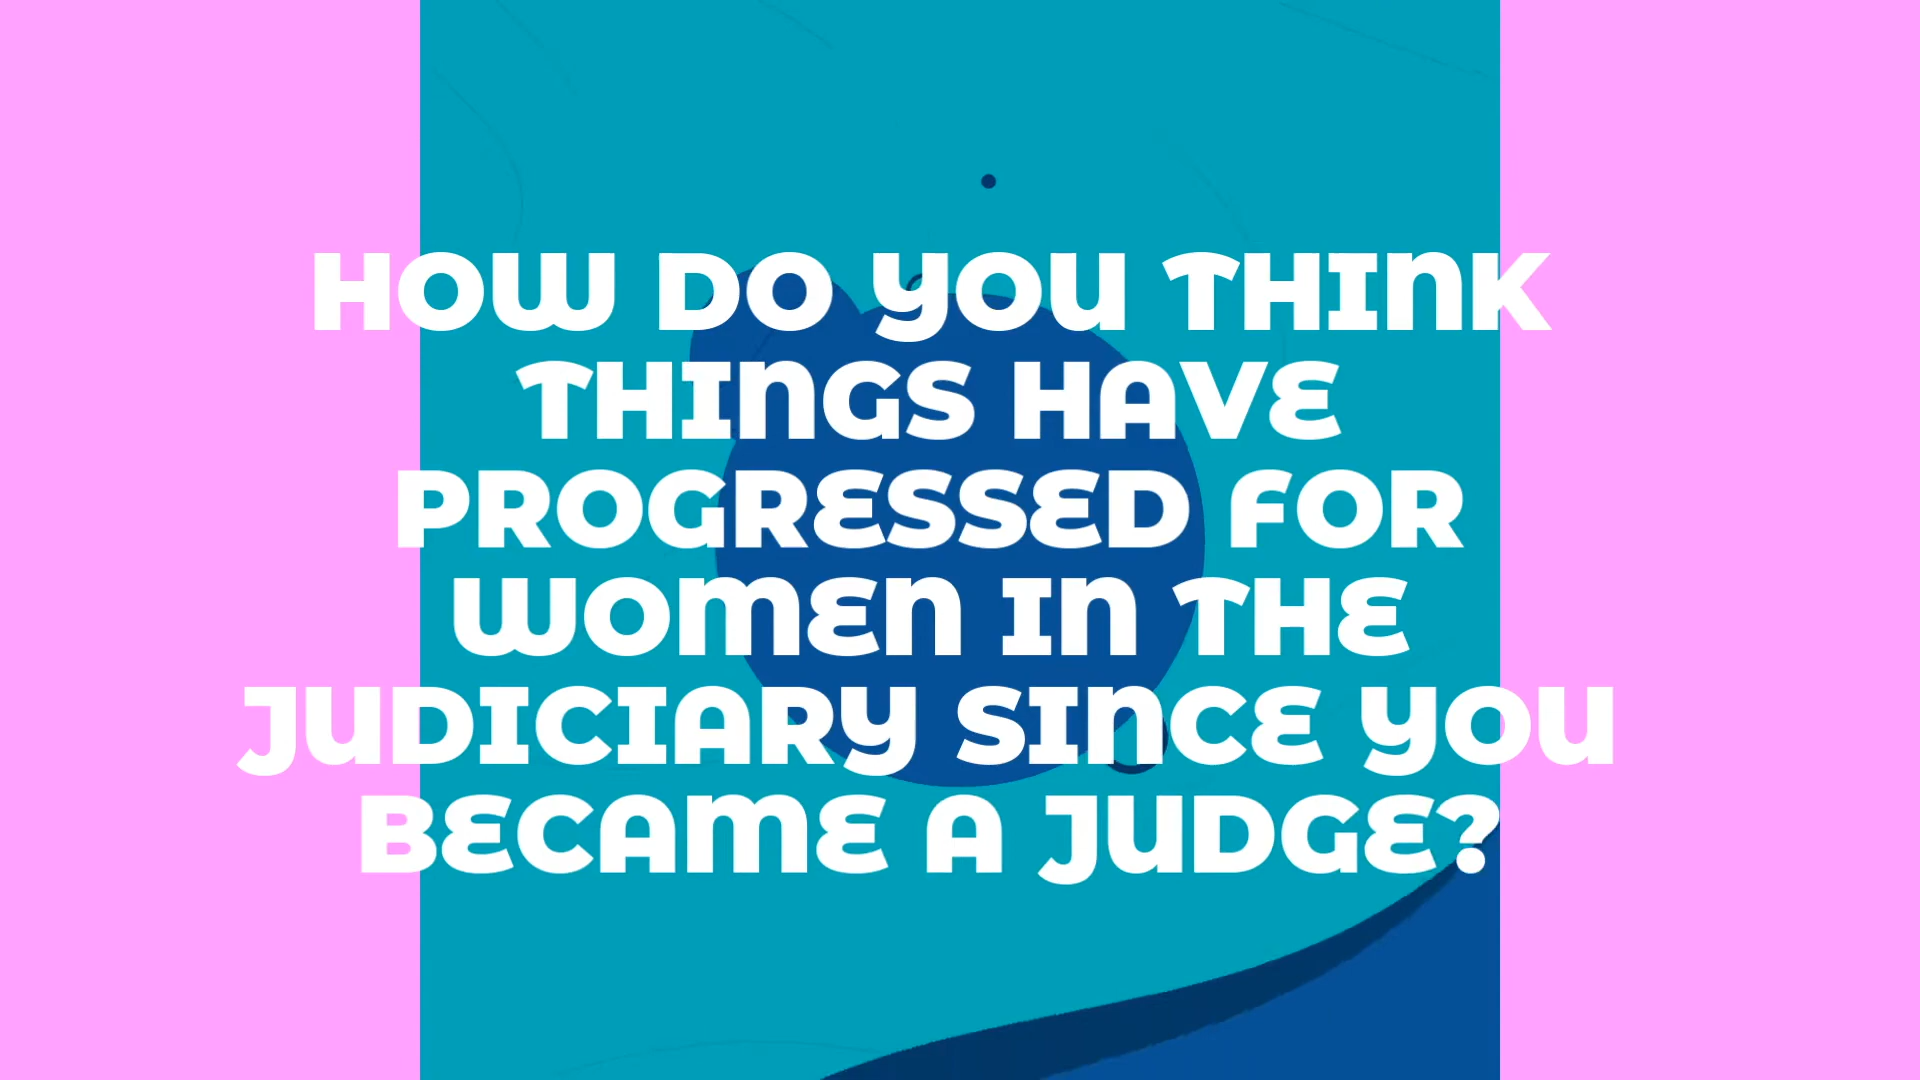 HOW DO YOU THINK
THINGS HAVE
PROGRESSED FOR
WOMEN IN THE
JUDICIARY SINCE YOU
BECAME A JUDGE?